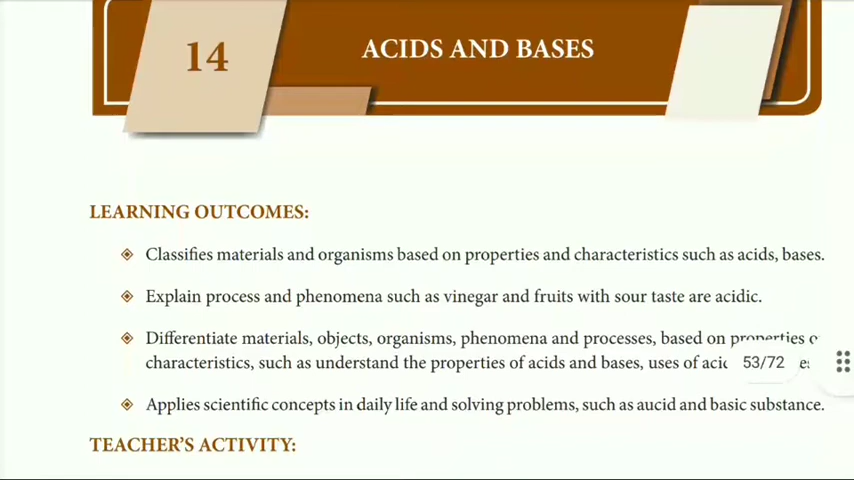 14
ACIDS AND BASES
LEARNING OUTCOMES:
Classifies materials and organisms based on properties and characteristics such as acids, bases.
Explain process and phenomena such as vinegar and fruits with sour taste are acidic.
Differentiate materials, objects, organisms, phenomena and processes, based on properties
characteristics, such as understand the properties of acids and bases, uses of
53/72
Applies scientific concepts in daily life and solving problems, such as aucid and basic substance.
TEACHER'S ACTIVITY: